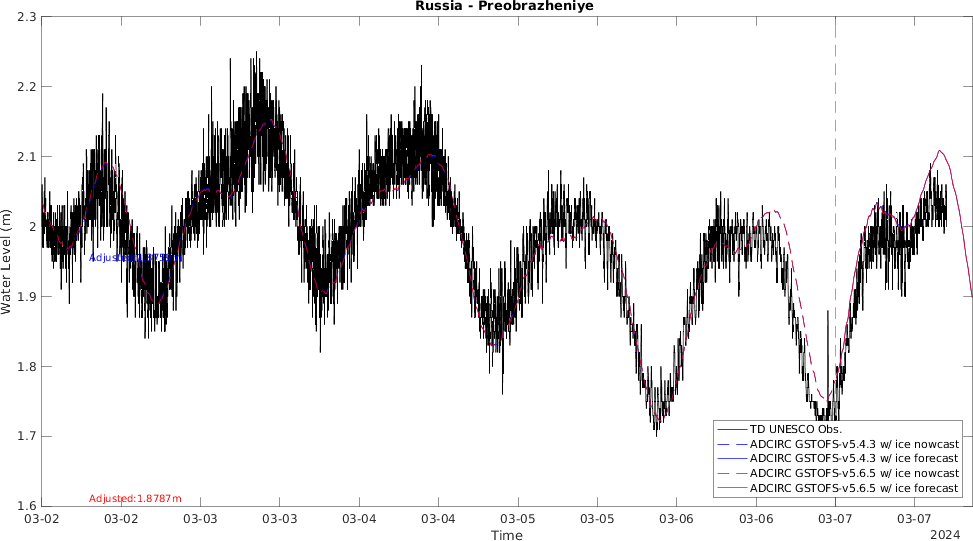 Russia - Preobrazheniye
2.3
2.2
2.1
2
1.9
1.8
1.7
1.6
Water Level (m)
Adjusted:
Adjusted:1.8787m
TD UNESCO Obs.
ADCIRC GSTOFS-v5.4.3 w/ ice nowcast
ADCIRC GSTOFS-v5.4.3 w/ ice forecast
ADCIRC GSTOFS-v5.6.5 w/ ice nowcast
ADCIRC GSTOFS-v5.6.5 w/ ice forecast
03-02 03-02 03-03 03-03 03-04 03-04 03-05 03-05 03-06 03-06 03-07 03-07
Time
2024